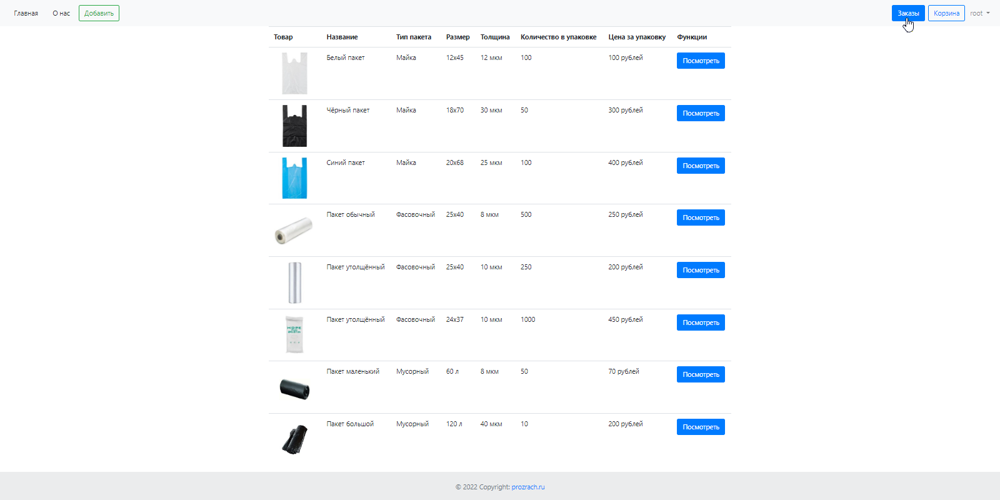 Главная О нас Добавить Заказы Корзина root
Товар Название Тип пакета Размер Толщина Количество в упаковке Цена за упаковку Функции
Белый пакет Майка 12x45 12 мкм 100 100 рублей Посмотреть
Чёрный пакет Майка 18x70 30 мкм 50 300 рублей Посмотреть
Синий пакет Майка 20x68 25 мкм 100 400 рублей Посмотреть
Пакет обычный Фасовочный 25x40 8 мкм 500 250 рублей Посмотреть
Пакет утолщённый Фасовочный 25x40 10 мкм 250 200 рублей Посмотреть
Пакет утолщённый Фасовочный 24x37 10 мкм 1000 450 рублей Посмотреть
Пакет маленький Мусорный 60 л 8 мкм 50 70 рублей Посмотреть
Пакет большой Мусорный 120 л 40 мкм 10 200 рублей Посмотреть
© 2022 Copyright: prozrach.ru